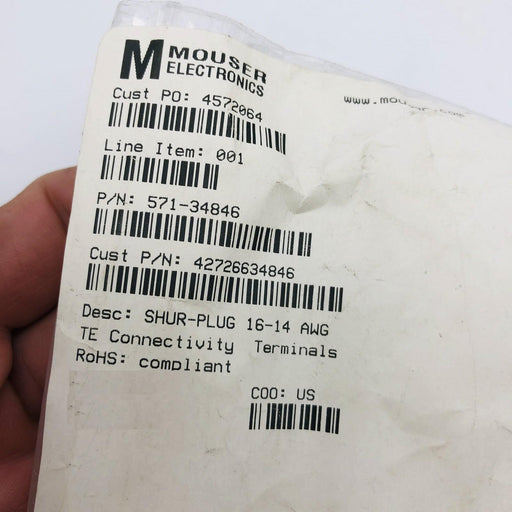 M MOUSER
ELECTRONICS
Cust PO: 4572064
Line Item: 001
P/N: 571-34846
Cust P/N: 42726634846
Desc: SHUR-PLUG 16-14 AWG
TE Connectivity Terminals
RoHS: compliant
COO: US